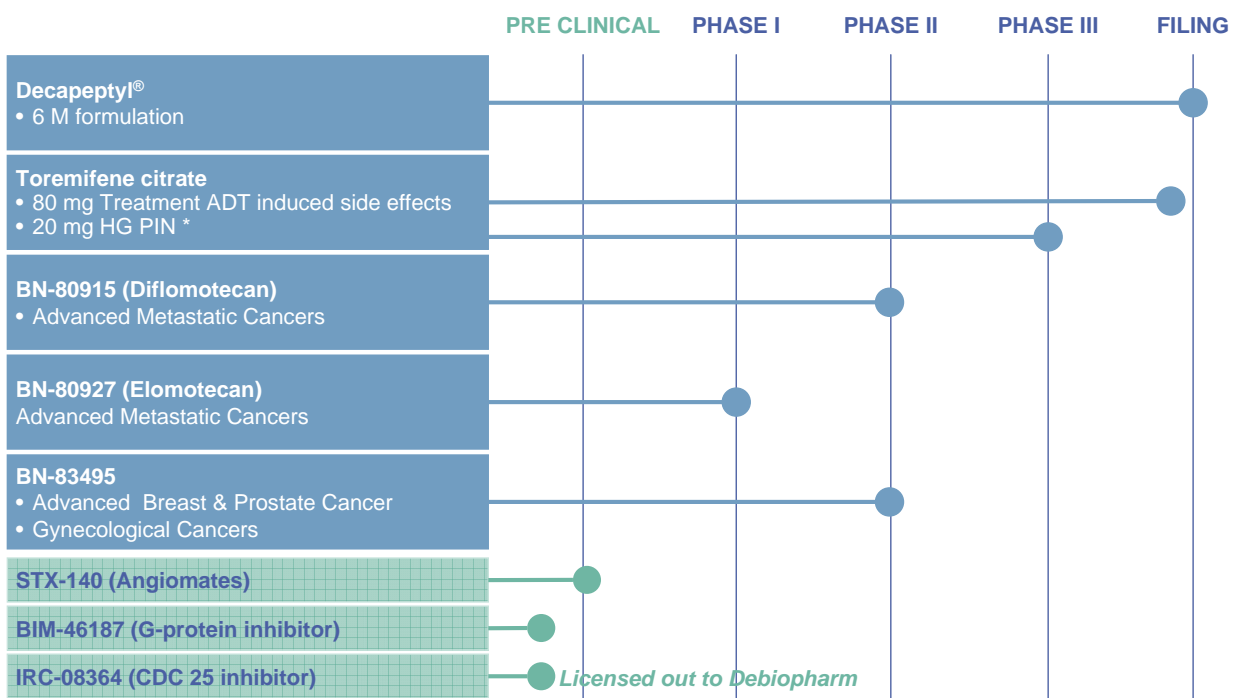 PRE CLINICAL PHASE I PHASE II PHASE III FILING
Decapeptyl®
• 6 M formulation
Toremifene citrate
• 80 mg Treatment ADT induced side effects
• 20 mg HG PIN *
BN-80915 (Diflomotecan)
• Advanced Metastatic Cancers
BN-80927 (Elomotecan)
Advanced Metastatic Cancers
BN-83495
• Advanced Breast & Prostate Cancer
• Gynecological Cancers
STX-140 (Angiomates)
BIM-46187 (G-protein inhibitor)
IRC-08364 (CDC 25 inhibitor) Licensed out to Debiopharm